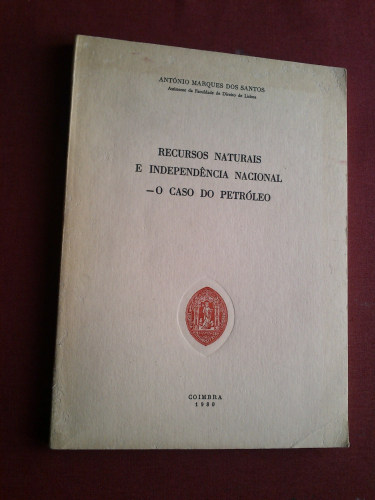 ANTÓNIO MARQUES DOS SANTOS
Assistente da Faculdade de Direito de Lisboa
RECURSOS NATURAIS
E INDEPENDÊNCIA NACIONAL
—O CASO DO PETRÓLEO
COIMBRA
1980